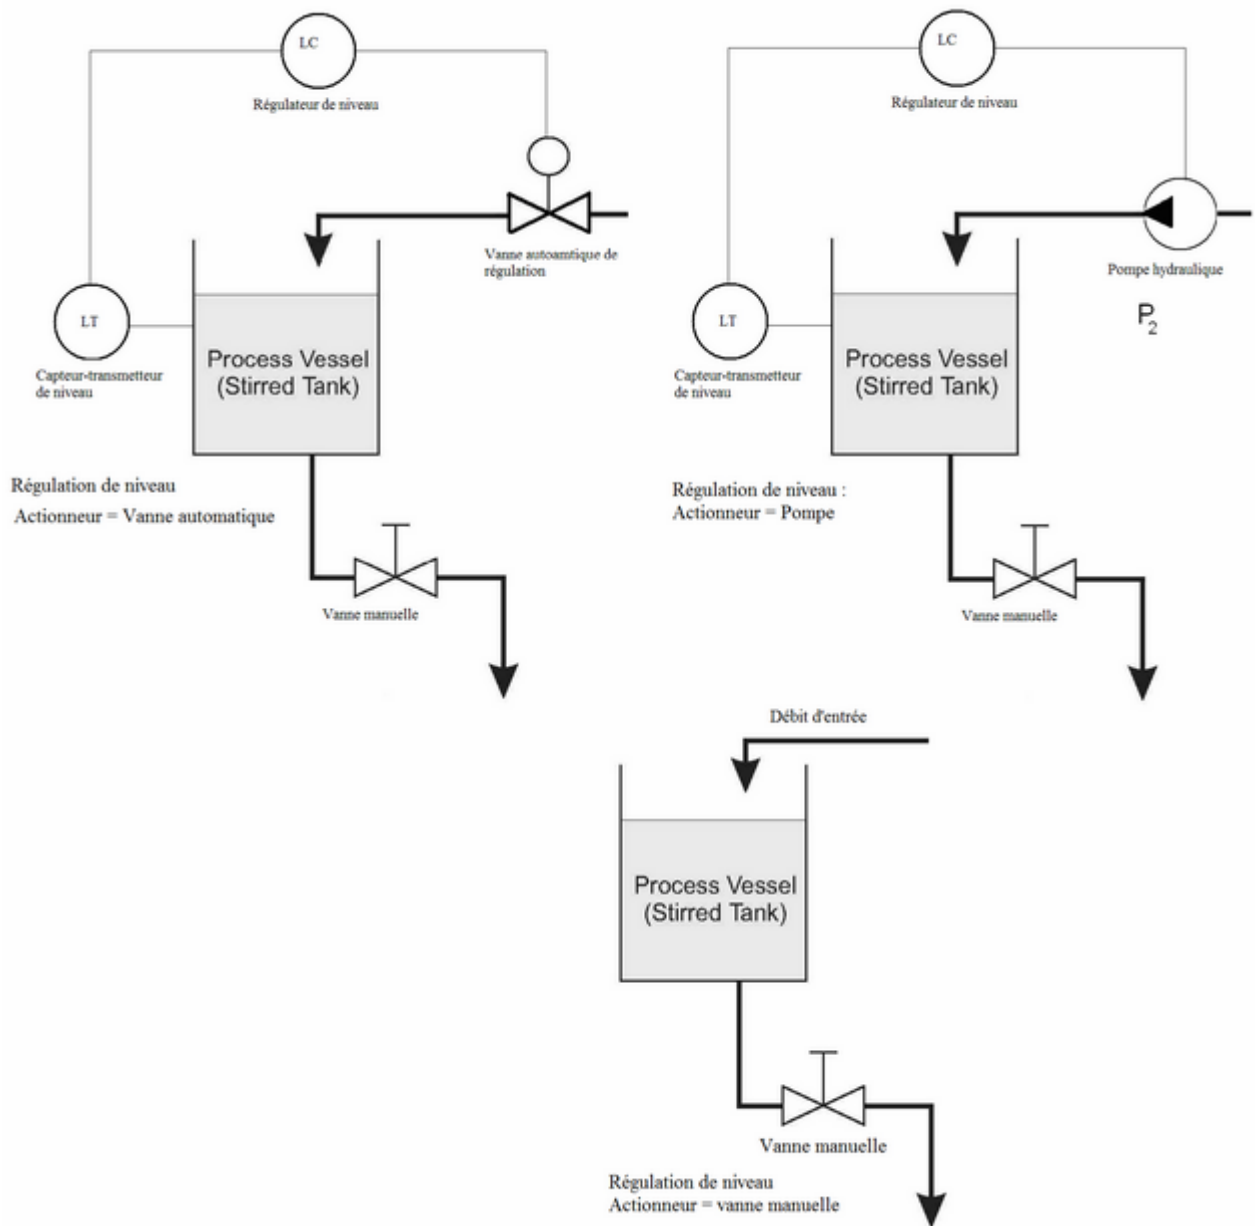 LC
Régulateur de niveau
Vanne autoamtique de
régulation
LT
Capteur-transmetteur
de niveau
Process Vessel
(Stirred Tank)
Régulation de niveau
Actionneur = Vanne automatique
Vanne manuelle
LC
Régulateur de niveau
Pompe hydraulique
P2
LT
Capteur-transmetteur
de niveau
Process Vessel
(Stirred Tank)
Régulation de niveau :
Actionneur = Pompe
Vanne manuelle
Débit d'entrée
Process Vessel
(Stirred Tank)
Vanne manuelle
Régulation de niveau
Actionneur = vanne manuelle